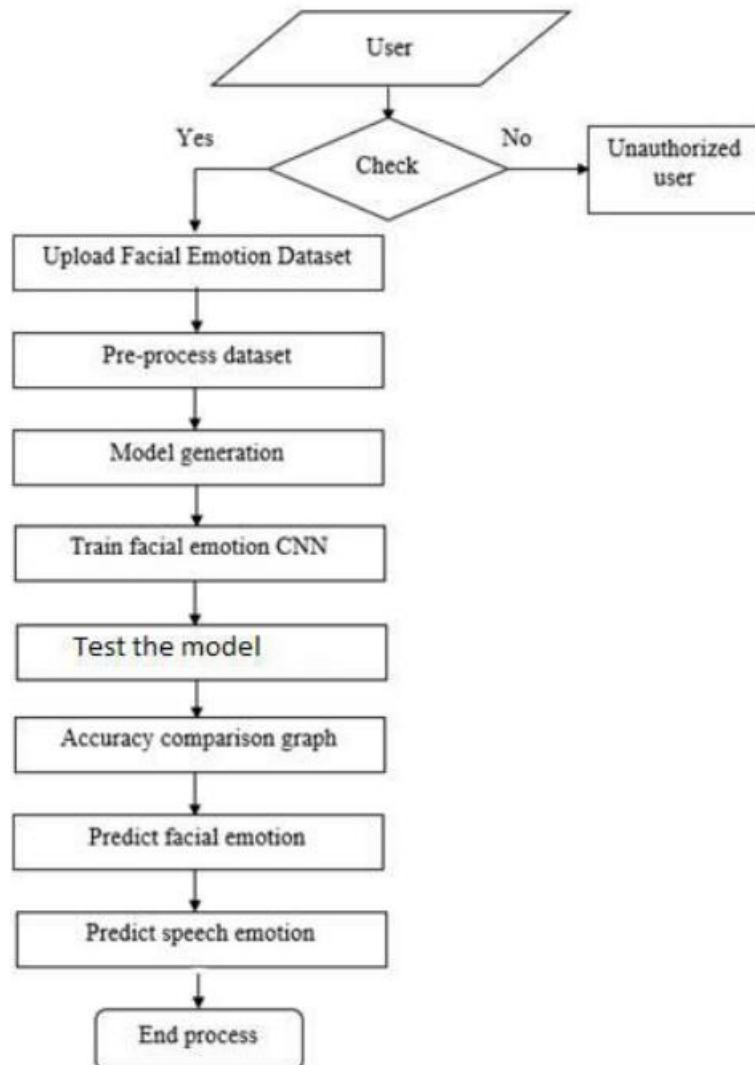 User
Yes
No
Check
Unauthorized
user
Upload Facial Emotion Dataset
Pre-process dataset
Model generation
Train facial emotion CNN
Test the model
Accuracy comparison graph
Predict facial emotion
Predict speech emotion
End process